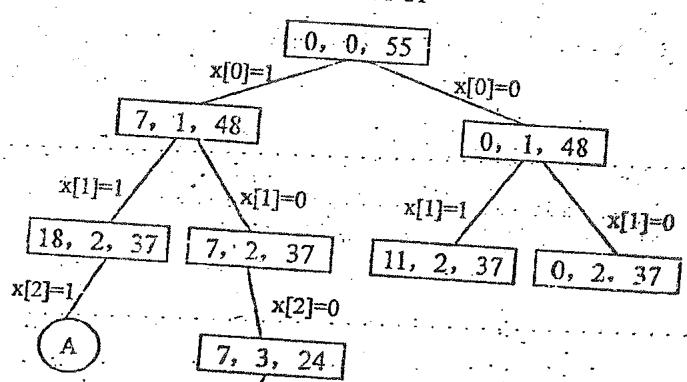 0, 0, 55
x[0]=1
x[0]=0
7, 1, 48
0, 1, 48
x[1]=1
x[1]=0
x[1]=1
x[1]=0
18, 2, 37
7, 2, 37
11, 2, 37
0, 2, 37
x[2]=1
x[2]=0
A
7, 3, 24